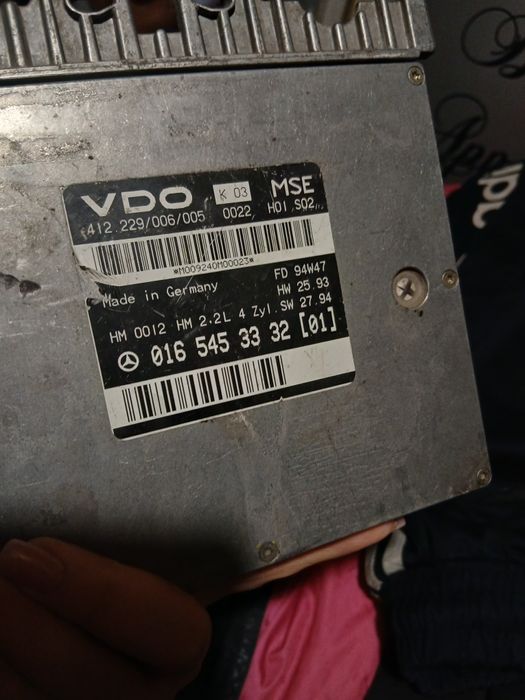 VDO K 03 MSE
412.229/006/005 0022 H01 S02
*M009240M00023*
Made in Germany FD 94W47
HW 25.93
HM 0012 HM 2.2L 4 Zyl. SW 27.94
016 545 33 32 [01]